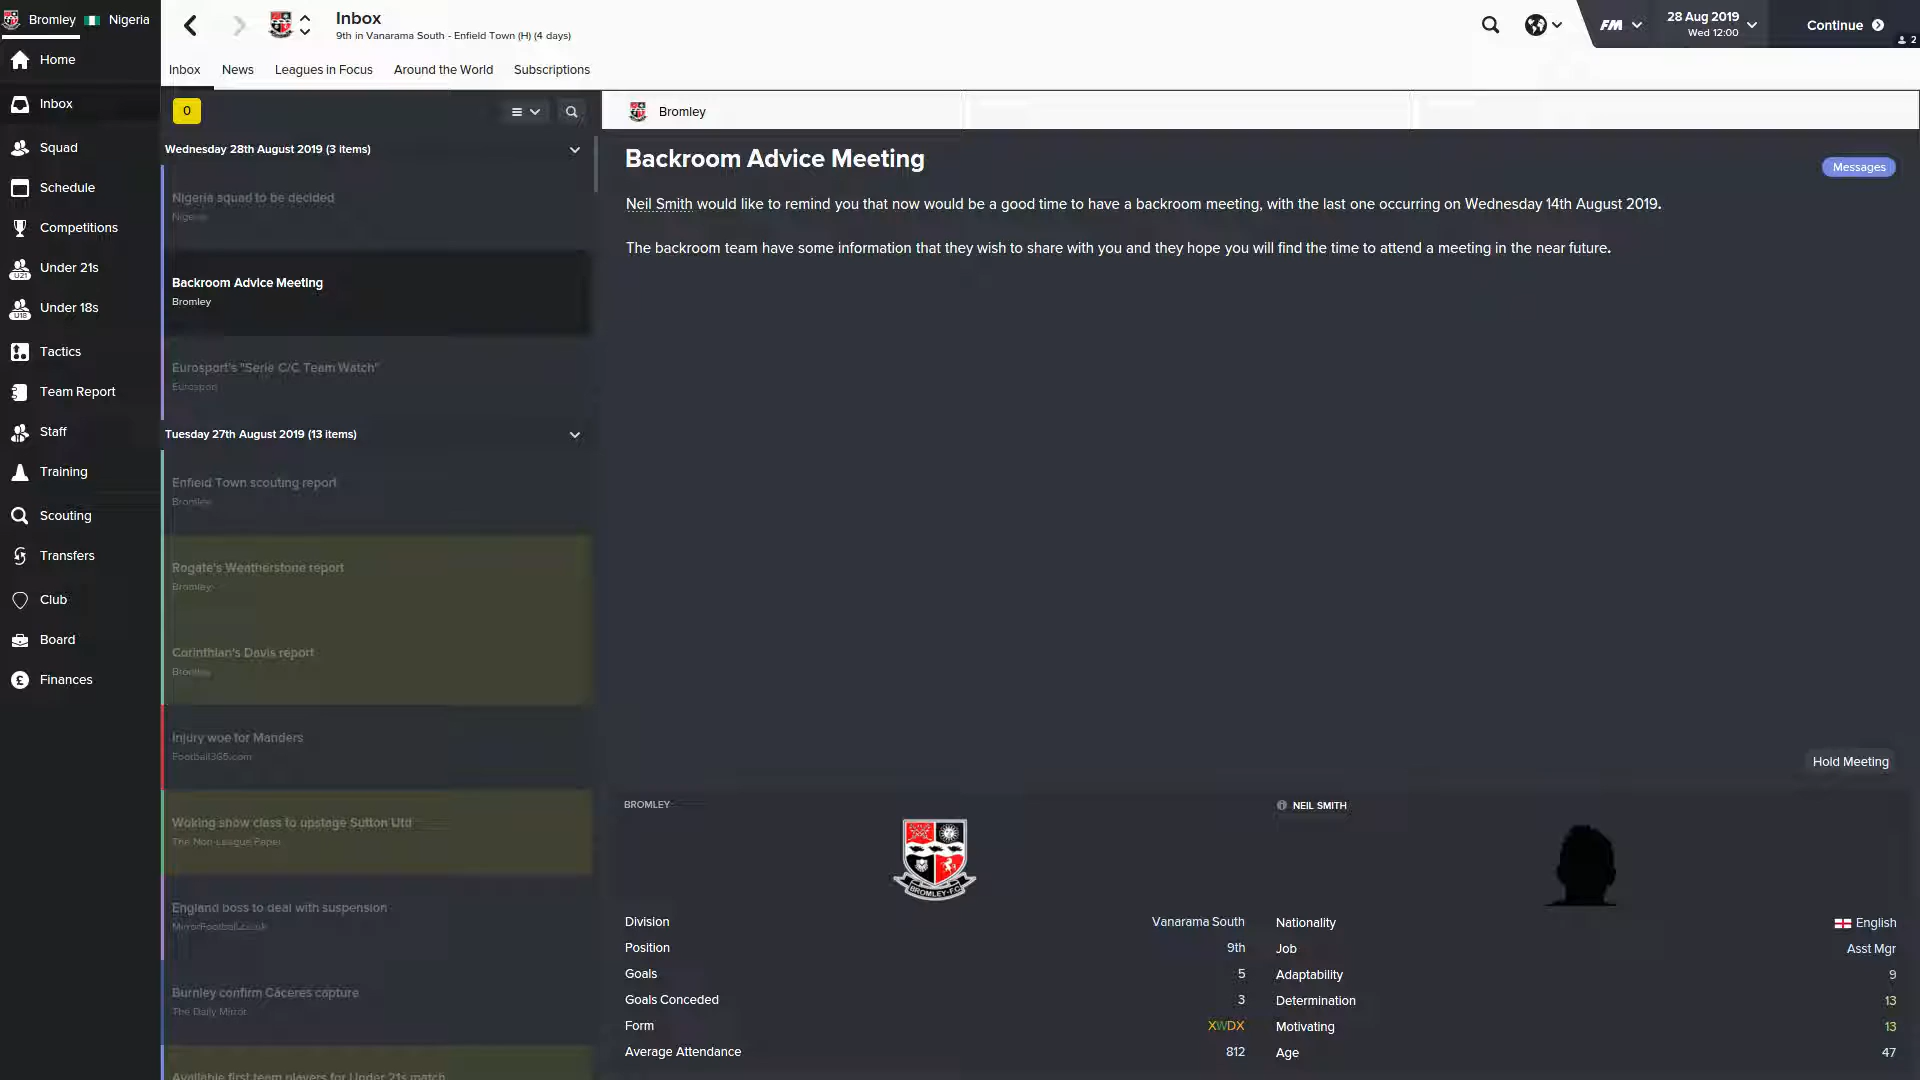 Bromley
Nigeria
Inbox
9th in Vanarama South - Enfield Town (H) (4 days)
FM
28 Aug 2019
Wed 12:00
Continue
2
Home
Inbox
Squad
Schedule
Competitions
Under 21s
Under 18s
Tactics
Team Report
Staff
Training
Scouting
Transfers
Club
Board
Finances
Inbox
News
Leagues in Focus
Around the World
Subscriptions
0
Wednesday 28th August 2019 (3 items)
Nigeria squad to be decided
Nigeria
Backroom Advice Meeting
Bromley
Eurosport's "Serie C/C Team Watch"
Eurosport
Tuesday 27th August 2019 (13 items)
Enfield Town scouting report
Bromley
Rogate's Weatherstone report
Bromley
Corinthian's Davis report
Bromley
Injury woe for Manders
Football365.com
Woking show class to upstage Sutton Utd
The Non-League Paper
England boss to deal with suspension
MirrorFootball.co.uk
Burnley confirm Cáceres capture
The Daily Mirror
Available first team players for Under 21s match
Bromley
Backroom Advice Meeting
Messages
Neil Smith would like to remind you that now would be a good time to have a backroom meeting, with the last one occurring on Wednesday 14th August 2019.
The backroom team have some information that they wish to share with you and they hope you will find the time to attend a meeting in the near future.
Hold Meeting
BROMLEY
BROMLEY-F.C
Division Vanarama South
Position 9th
Goals 5
Goals Conceded 3
Form XWDX
Average Attendance 812
NEIL SMITH
Nationality English
Job Asst Mgr
Adaptability 9
Determination 13
Motivating 13
Age 47